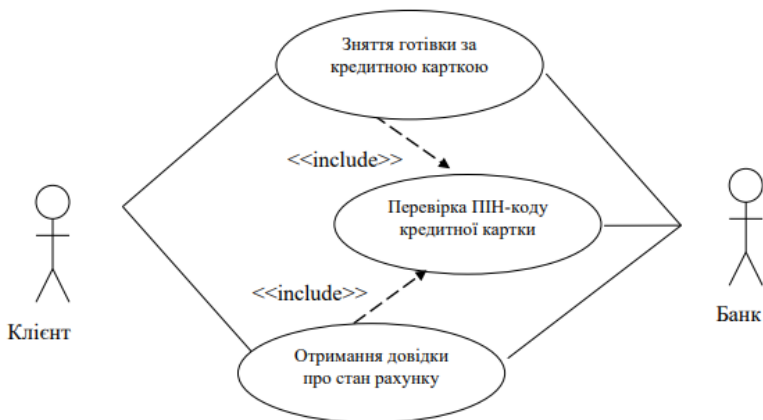 Зняття готівки за
кредитною карткою
<<include>>
Перевірка ПІН-коду
кредитної картки
<<include>>
Клієнт
Банк
Отримання довідки
про стан рахунку